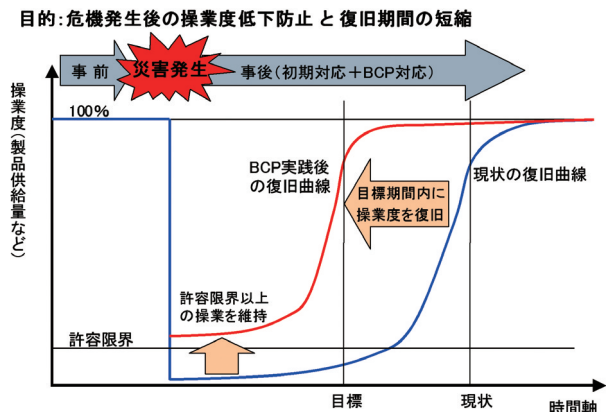 目的:危機発生後の操業度低下防止 と 復旧期間の短縮
事 前
災害発生
事後(初期対応+BCP対応)
操業度(製品供給量など)
100%
BCP実践後
の復旧曲線
目標期間内に
操業度を復旧
現状の復旧曲線
許容限界以上
の操業を維持
許容限界
目標
現状
時間軸